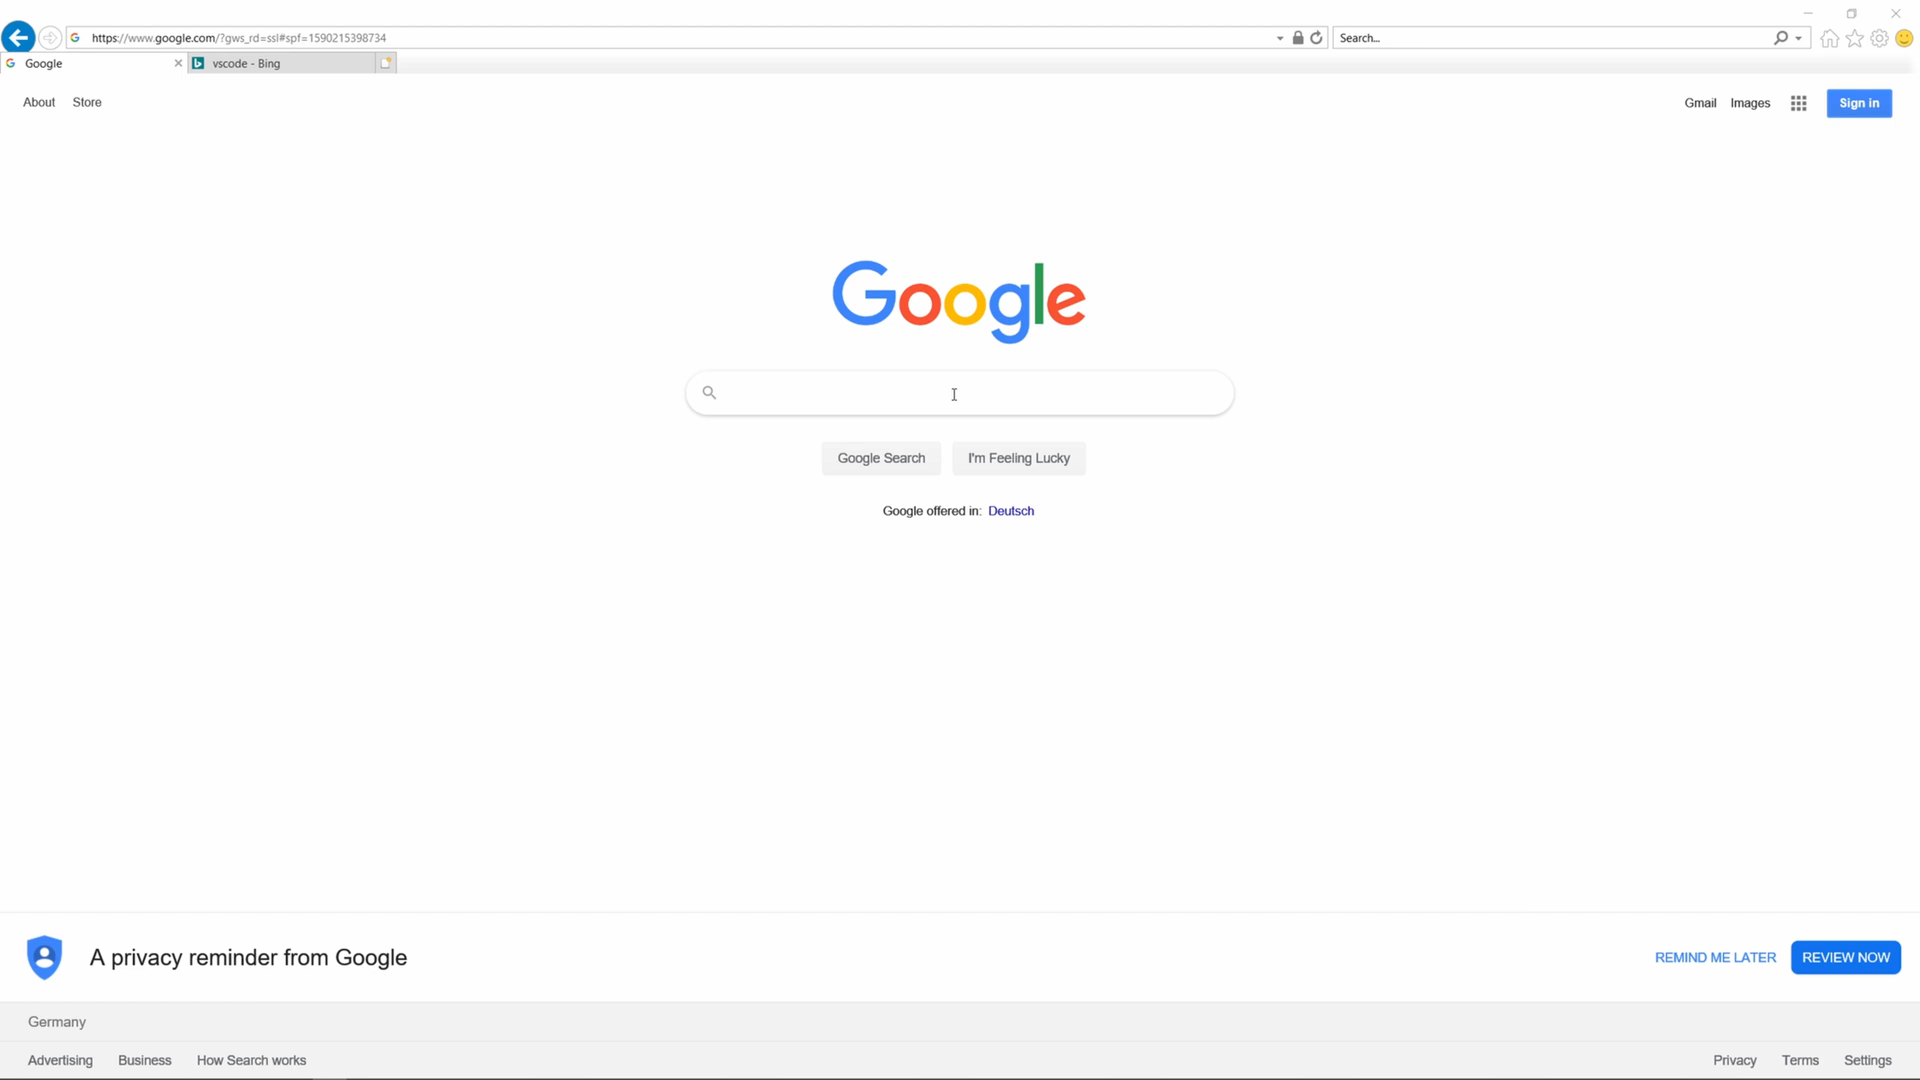 https://www.google.com/?gws_rd=ssl#spf=1590215398734
Search...
Google
vscode - Bing
About Store
Gmail Images Sign in
Google
Google Search I'm Feeling Lucky
Google offered in: Deutsch
A privacy reminder from Google
REMIND ME LATER REVIEW NOW
Germany
Advertising Business How Search works
Privacy Terms Settings